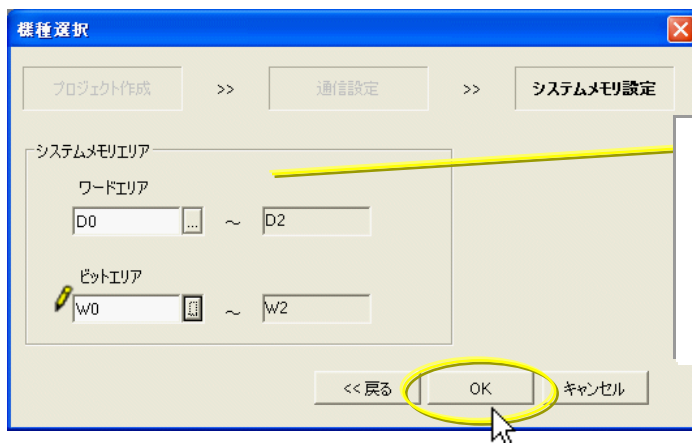 機種選択
プロジェクト作成 >> 通信設定 >> システムメモリ設定
システムメモリエリア
ワードエリア
D0 ... ～ D2
ビットエリア
W0 ... ～ W2
<< 戻る OK キャンセル